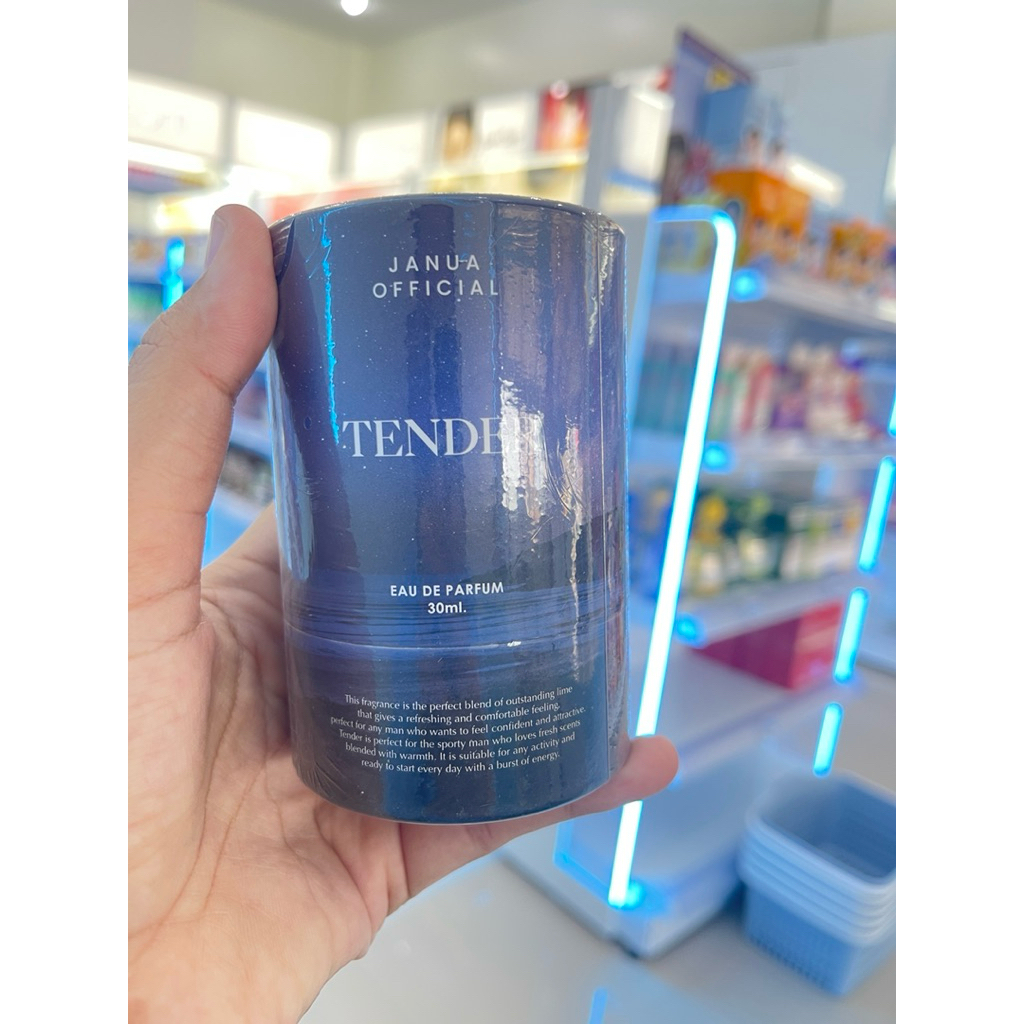 JANUA
OFFICIAL
TENDER
EAU DE PARFUM
30ml.
This fragrance is the perfect blend of outstanding lime
that gives a refreshing and comfortable feeling,
perfect for any man who wants to feel confident and attractive.
Tender is perfect for the sporty man who loves fresh scents
blended with warmth. It is suitable for any activity and
ready to start every day with a burst of energy.